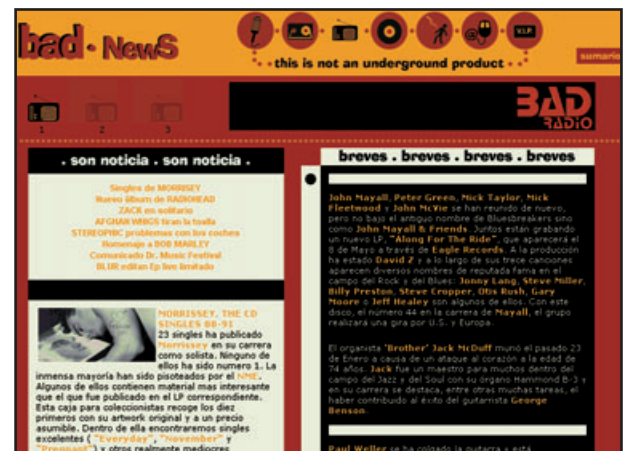 bad · NewS
V.I.P.
· · this is not an underground product · ·
sumario
1 2 3
BAD
RADIO
. son noticia . son noticia .
Singles de MORRISEY
Nuevo álbum de RADIOHEAD
ZACK en solitario
AFGHAN WHIGS tiran la toalla
STEREOPHIC problemas con los coches
Homenaje a BOB MARLEY
Comunicado Dr. Music Festival
BLUR editan Ep live limitado
MORRISSEY, THE CD
SINGLES 88-91
23 singles ha publicado
Morrissey en su carrera
como solista. Ninguno de
ellos ha sido numero 1. La
inmensa mayoría han sido pisoteados por el NME.
Algunos de ellos contienen material mas interesante
que el que fue publicado en el LP correspondiente.
Esta caja para coleccionistas recoge los diez
primeros con su artwork original y a un precio
asumible. Dentro de ella encontraremos singles
excelentes ( "Everyday", "November" y
"Pregnant") y otros realmente mediocres
breves . breves . breves . breves
John Mayall, Peter Green, Nick Taylor, Mick
Fleetwood y John McVie se han reunido de nuevo,
pero no bajo el antiguo nombre de Bluesbreakers sino
como John Mayall & Friends. Juntos están grabando
un nuevo LP, "Along For The Ride", que aparecerá el
8 de Mayo a través de Eagle Records. A la producción
ha estado David Z y a lo largo de sus trece canciones
aparecen diversos nombres de reputada fama en el
campo del Rock y del Blues: Jonny Lang, Steve Miller,
Billy Preston, Steve Cropper, Otis Rush, Gary
Moore o Jeff Healey son algunos de ellos. Con este
disco, el número 44 en la carrera de Mayall, el grupo
realizará una gira por U.S. y Europa.
El organista "Brother" Jack McDuff murió el pasado 23
de Enero a causa de un ataque al corazón a la edad de
74 años. Jack fue un maestro para muchos dentro del
campo del Jazz y del Soul con su órgano Hammond B-3 y
en su carrera se destaca, entre otras muchas tareas, el
haber contribuido al éxito del guitarrista George
Benson.
Paul Weller se ha colgado la guitarra y está